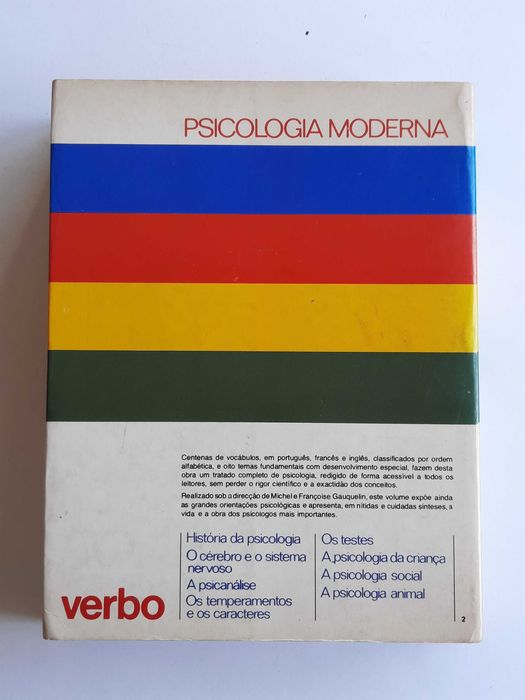 PSICOLOGIA MODERNA
Centenas de vocábulos, em português, francês e inglês, classificados por ordem
alfabética, e oito temas fundamentais com desenvolvimento especial, fazem desta
obra um tratado completo de psicologia, redigido de forma acessível a todos os
leitores, sem perder o rigor científico e a exactidão dos conceitos.
Realizado sob a direcção de Michel e Françoise Gauquelin, este volume expõe ainda
as grandes orientações psicológicas e apresenta, em nítidas e cuidadas sínteses, a
vida e a obra dos psicólogos mais importantes.
História da psicologia
O cérebro e o sistema
nervoso
A psicanálise
Os temperamentos
e os caracteres
Os testes
A psicologia da criança
A psicologia social
A psicologia animal
verbo
2